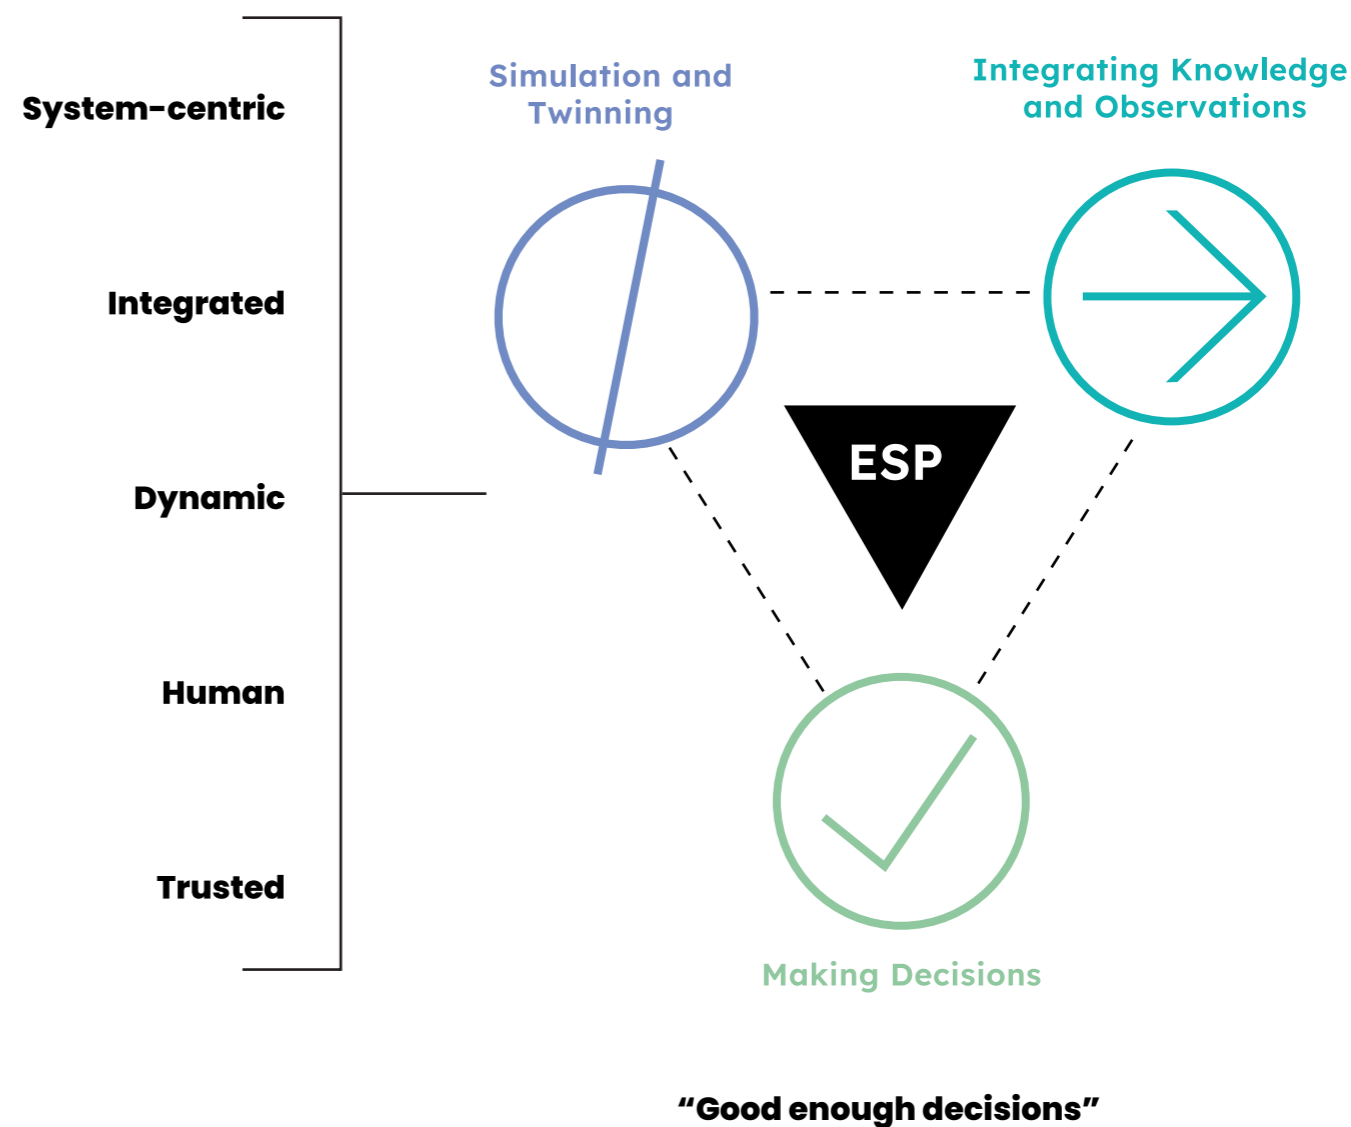 System-centric
Integrated
Dynamic
Human
Trusted
Simulation and
Twinning
Integrating Knowledge
and Observations
ESP
Making Decisions
“Good enough decisions”